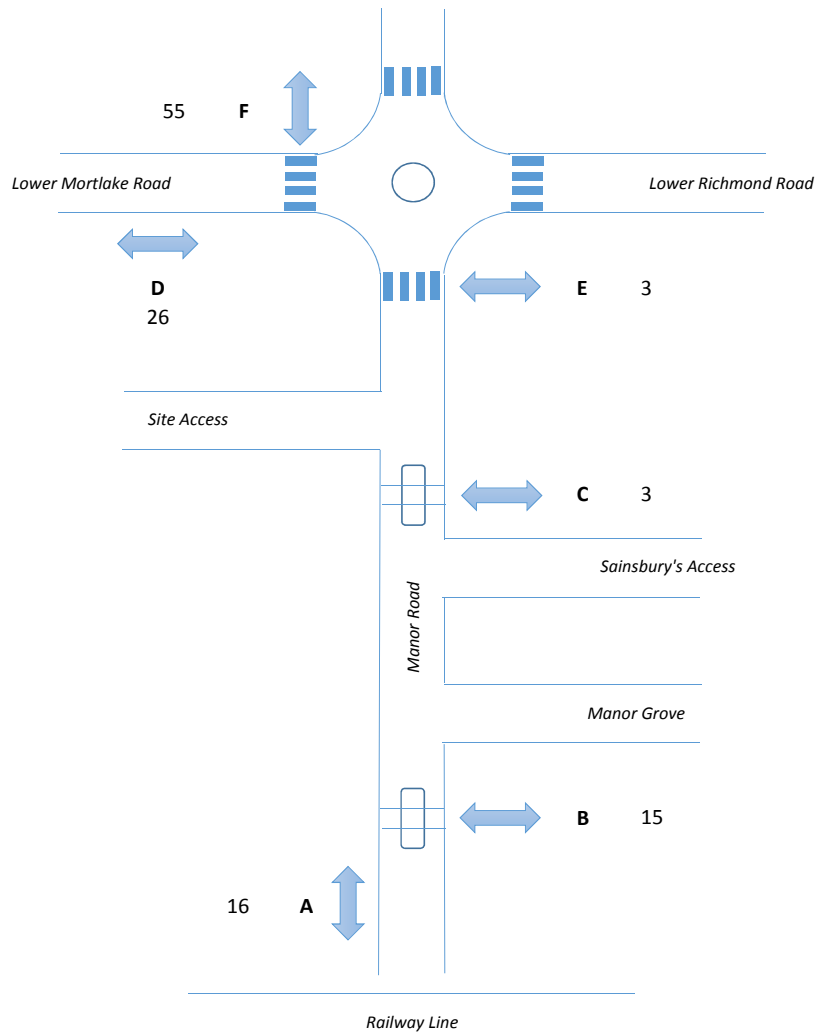 55 F
Lower Mortlake Road
Lower Richmond Road
D
26
E 3
Site Access
C 3
Sainsbury's Access
Manor Road
Manor Grove
B 15
16 A
Railway Line